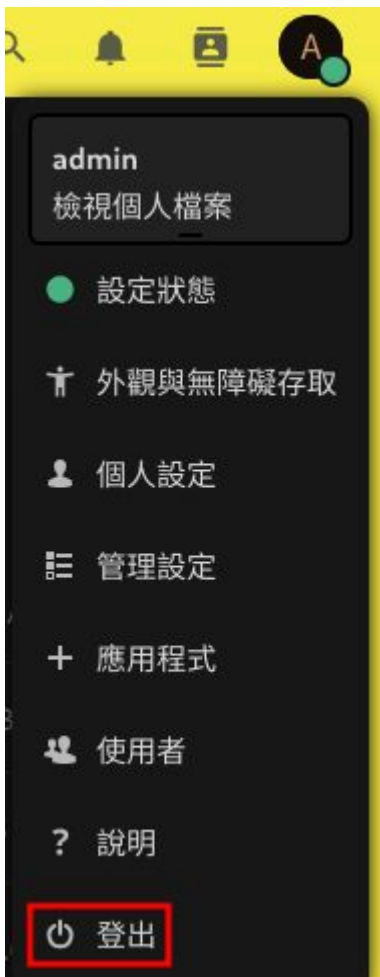 A
admin
檢視個人檔案
設定狀態
外觀與無障礙存取
個人設定
管理設定
應用程式
使用者
? 說明
登出